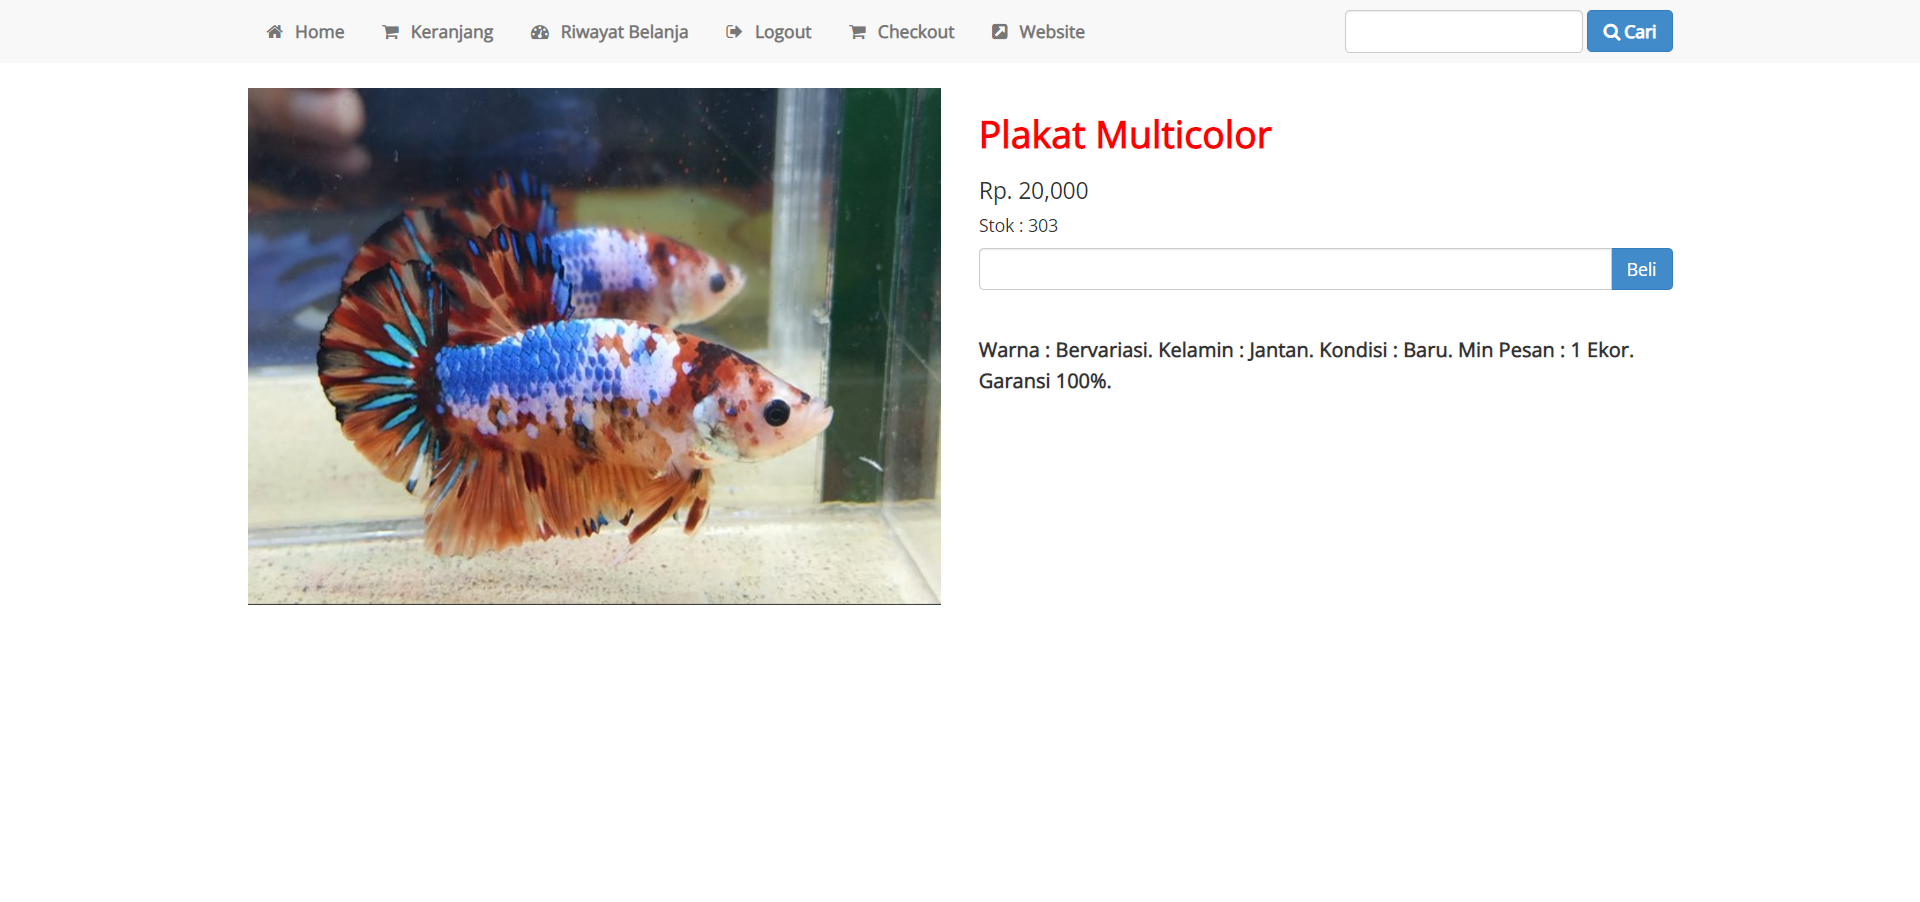 Home Keranjang Riwayat Belanja Logout Checkout Website Cari
Plakat Multicolor
Rp. 20,000
Stok : 303
Beli
Warna : Bervariasi. Kelamin : Jantan. Kondisi : Baru. Min Pesan : 1 Ekor.
Garansi 100%.